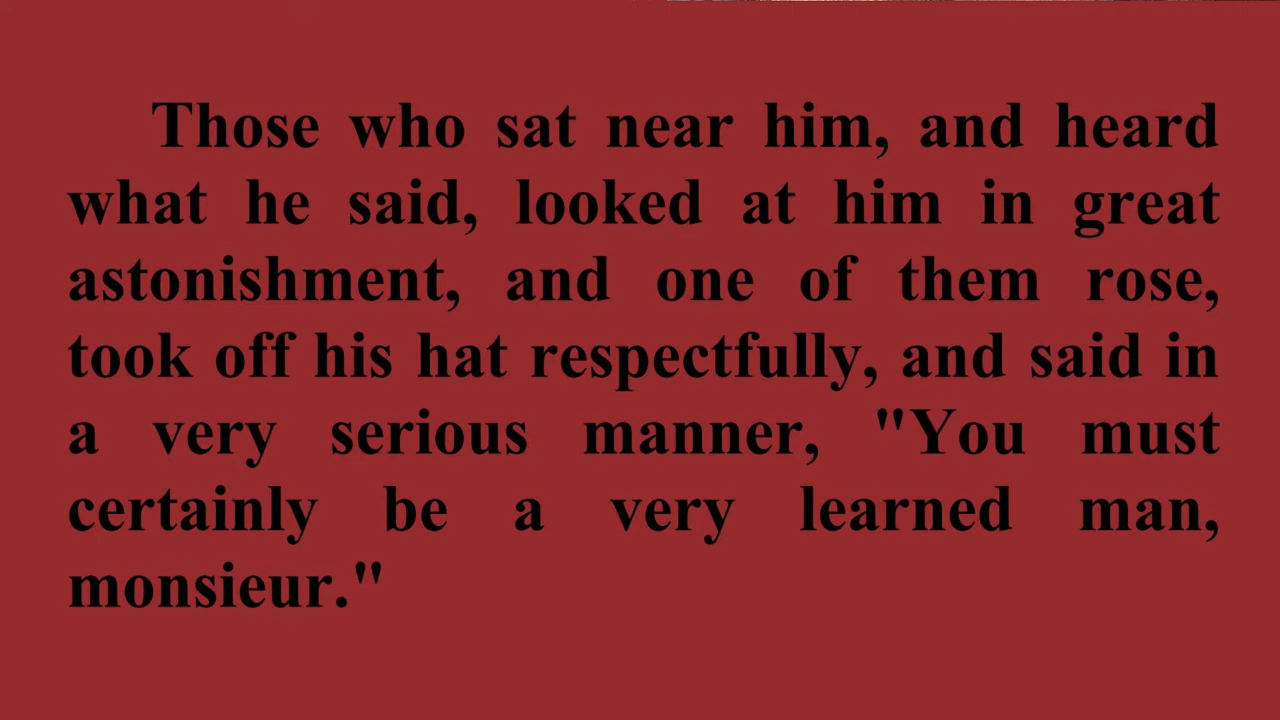 Those who sat near him, and heard
what he said, looked at him in great
astonishment, and one of them rose,
took off his hat respectfully, and said in
a very serious manner, "You must
certainly be a very learned man,
monsieur."